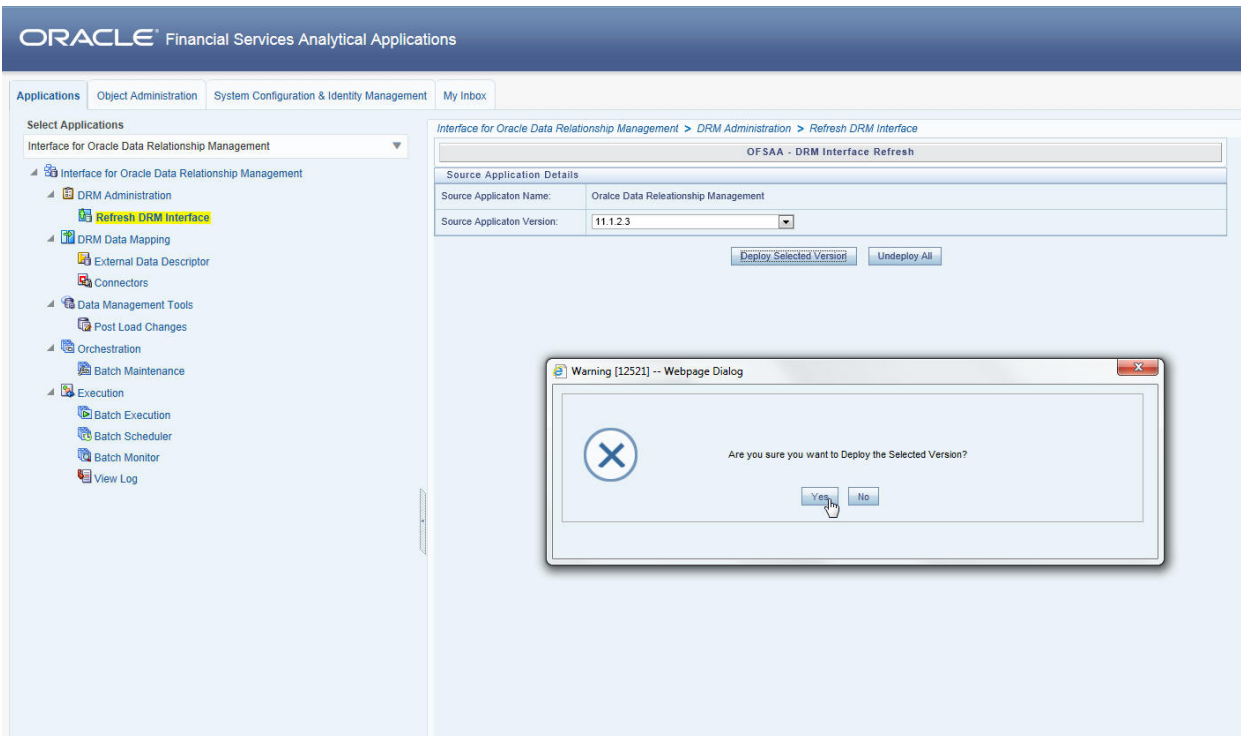 ORACLE® Financial Services Analytical Applications
Applications Object Administration System Configuration & Identity Management My Inbox
Select Applications
Interface for Oracle Data Relationship Management
Interface for Oracle Data Relationship Management
DRM Administration
Refresh DRM Interface
DRM Data Mapping
External Data Descriptor
Connectors
Data Management Tools
Post Load Changes
Orchestration
Batch Maintenance
Execution
Batch Execution
Batch Scheduler
Batch Monitor
View Log
Interface for Oracle Data Relationship Management > DRM Administration > Refresh DRM Interface
OFSAA - DRM Interface Refresh
Source Application Details
Source Applicaton Name: Oralce Data Releationship Management
Source Applicaton Version: 11.1.2.3
Deploy Selected Version Undeploy All
Warning [12521] -- Webpage Dialog
Are you sure you want to Deploy the Selected Version?
Yes No